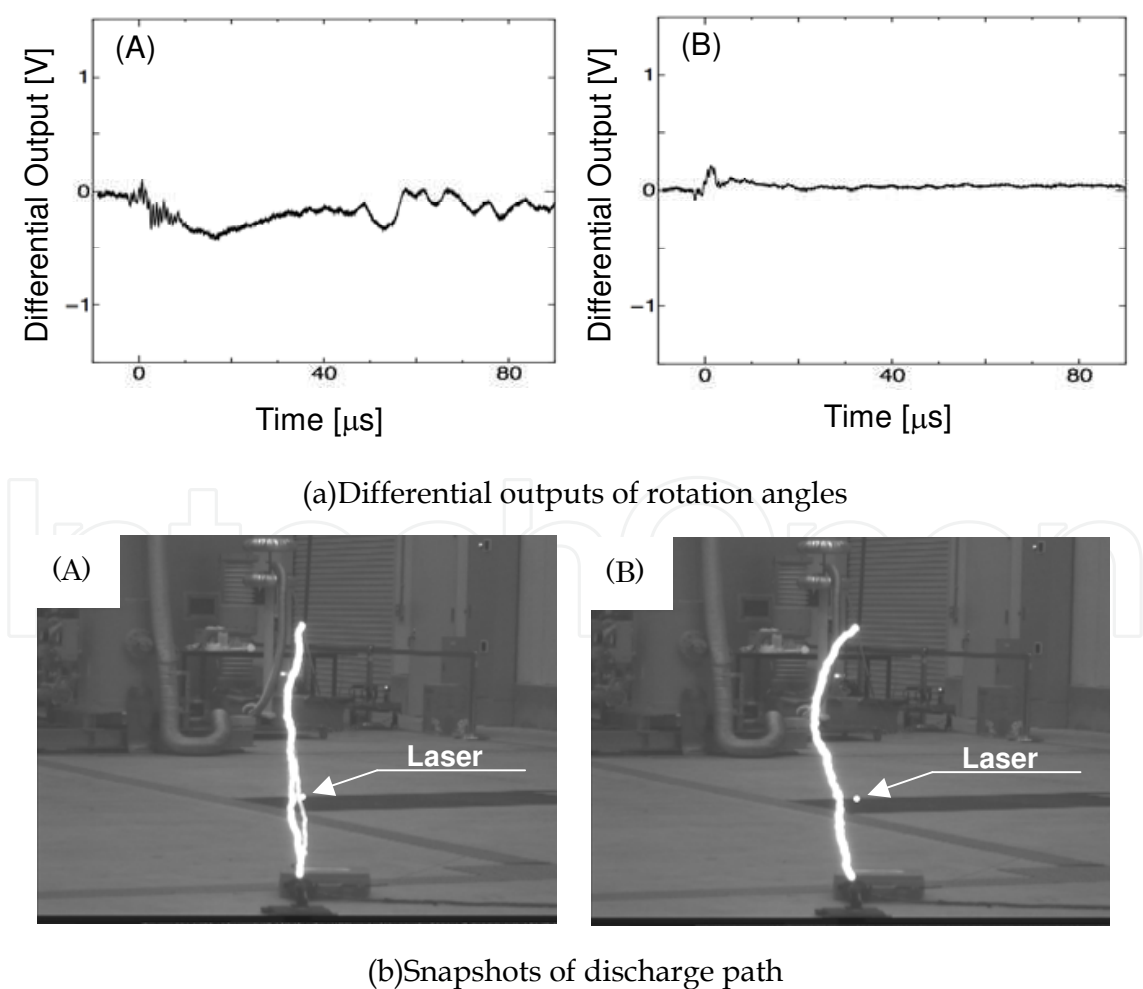 (A)
Differential Output [V]
1
0
−1
0
40
80
Time [μs]
(B)
Differential Output [V]
1
0
−1
0
40
80
Time [μs]
(a)Differential outputs of rotation angles
IntechOpen
(A)
Laser
(B)
Laser
(b)Snapshots of discharge path